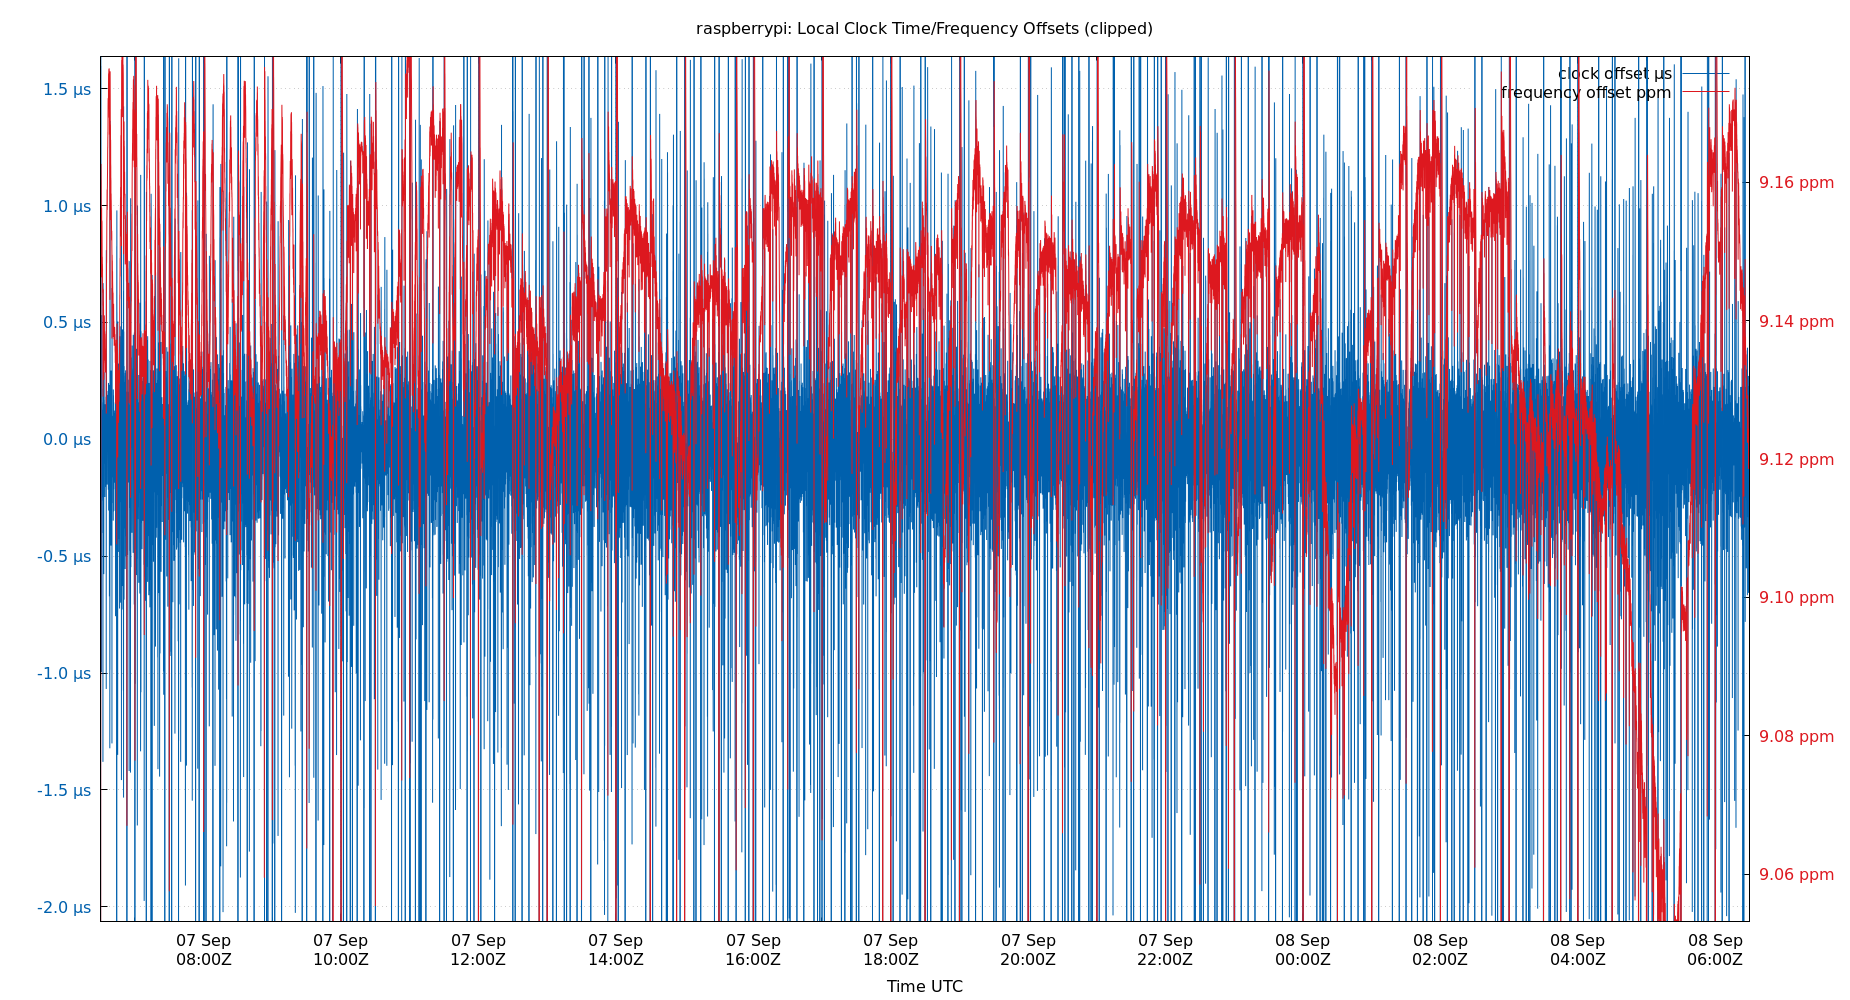 raspberrypi: Local Clock Time/Frequency Offsets (clipped)
clock offset µs
frequency offset ppm
1.5 µs
1.0 µs
0.5 µs
0.0 µs
-0.5 µs
-1.0 µs
-1.5 µs
-2.0 µs
9.16 ppm
9.14 ppm
9.12 ppm
9.10 ppm
9.08 ppm
9.06 ppm
07 Sep 07 Sep 07 Sep 07 Sep 07 Sep 07 Sep 07 Sep 07 Sep 08 Sep 08 Sep 08 Sep 08 Sep
08:00Z 10:00Z 12:00Z 14:00Z 16:00Z 18:00Z 20:00Z 22:00Z 00:00Z 02:00Z 04:00Z 06:00Z
Time UTC